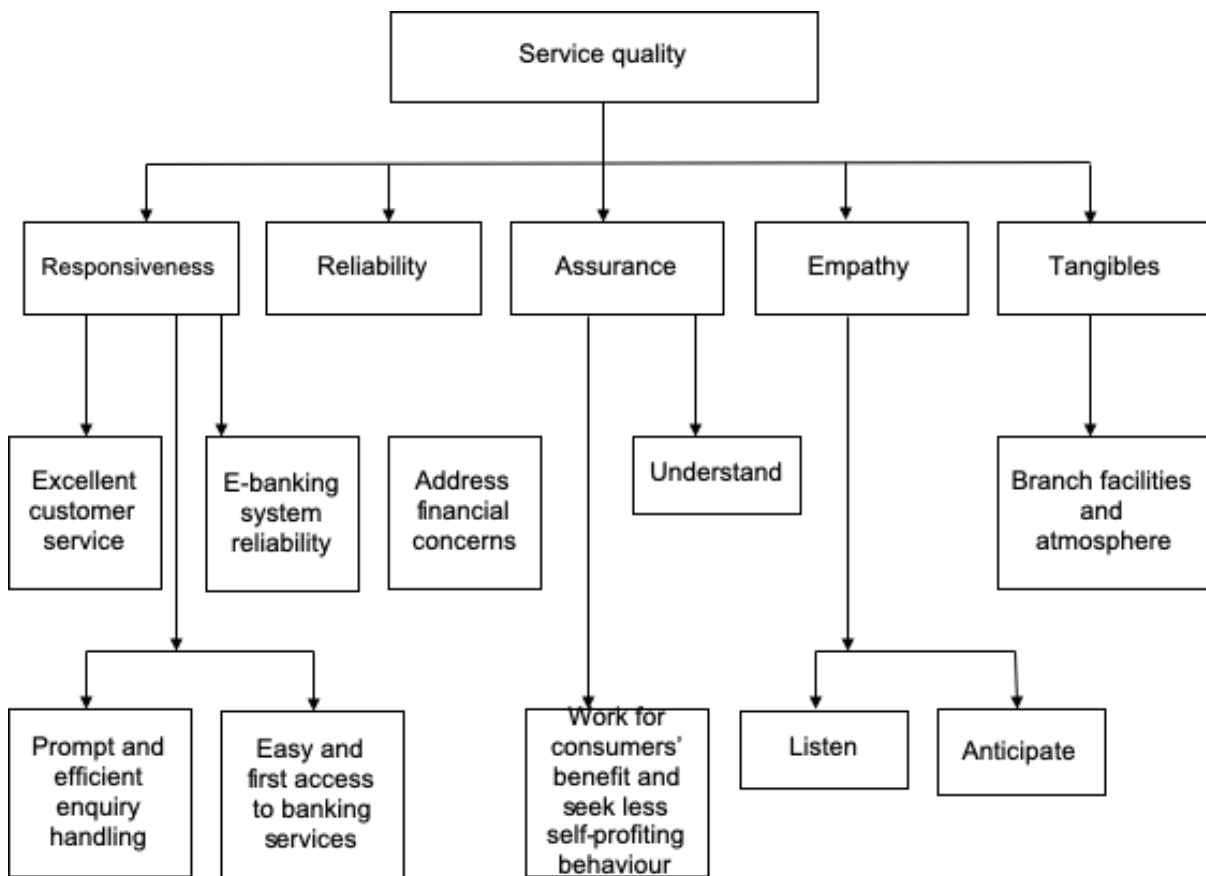 Service quality
Responsiveness
Reliability
Assurance
Empathy
Tangibles
Excellent
customer
service
E-banking
system
reliability
Address
financial
concerns
Understand
Branch facilities
and
atmosphere
Prompt and
efficient
enquiry
handling
Easy and
first access
to banking
services
Work for
consumers’
benefit and
seek less
self-profiting
behaviour
Listen
Anticipate